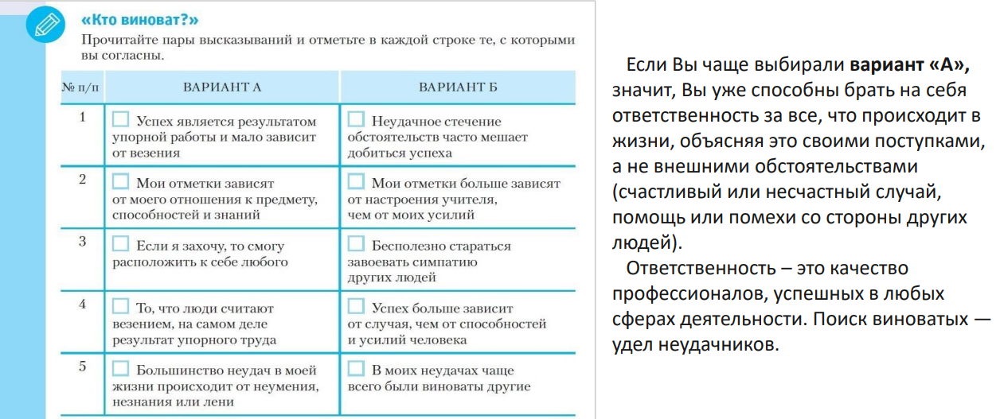 «Кто виноват?»
Прочитайте пары высказываний и отметьте в каждой строке те, с которыми
вы согласны.
№ п/п ВАРИАНТ А ВАРИАНТ Б
1
Успех является результатом
упорной работы и мало зависит
от везения
Неудачное стечение
обстоятельств часто мешает
добиться успеха
2
Мои отметки зависят
от моего отношения к предмету,
способностей и знаний
Мои отметки больше зависят
от настроения учителя,
чем от моих усилий
3
Если я захочу, то смогу
расположить к себе любого
Бесполезно стараться
завоевать симпатию
других людей
4
То, что люди считают
везением, на самом деле
результат упорного труда
Успех больше зависит
от случая, чем от способностей
и усилий человека
5
Большинство неудач в моей
жизни происходит от неумения,
незнания или лени
В моих неудачах чаще
всего были виноваты другие
Если Вы чаще выбирали вариант «А»,
значит, Вы уже способны брать на себя
ответственность за все, что происходит в
жизни, объясняя это своими поступками,
а не внешними обстоятельствами
(счастливый или несчастный случай,
помощь или помехи со стороны других
людей).
Ответственность – это качество
профессионалов, успешных в любых
сферах деятельности. Поиск виноватых —
удел неудачников.